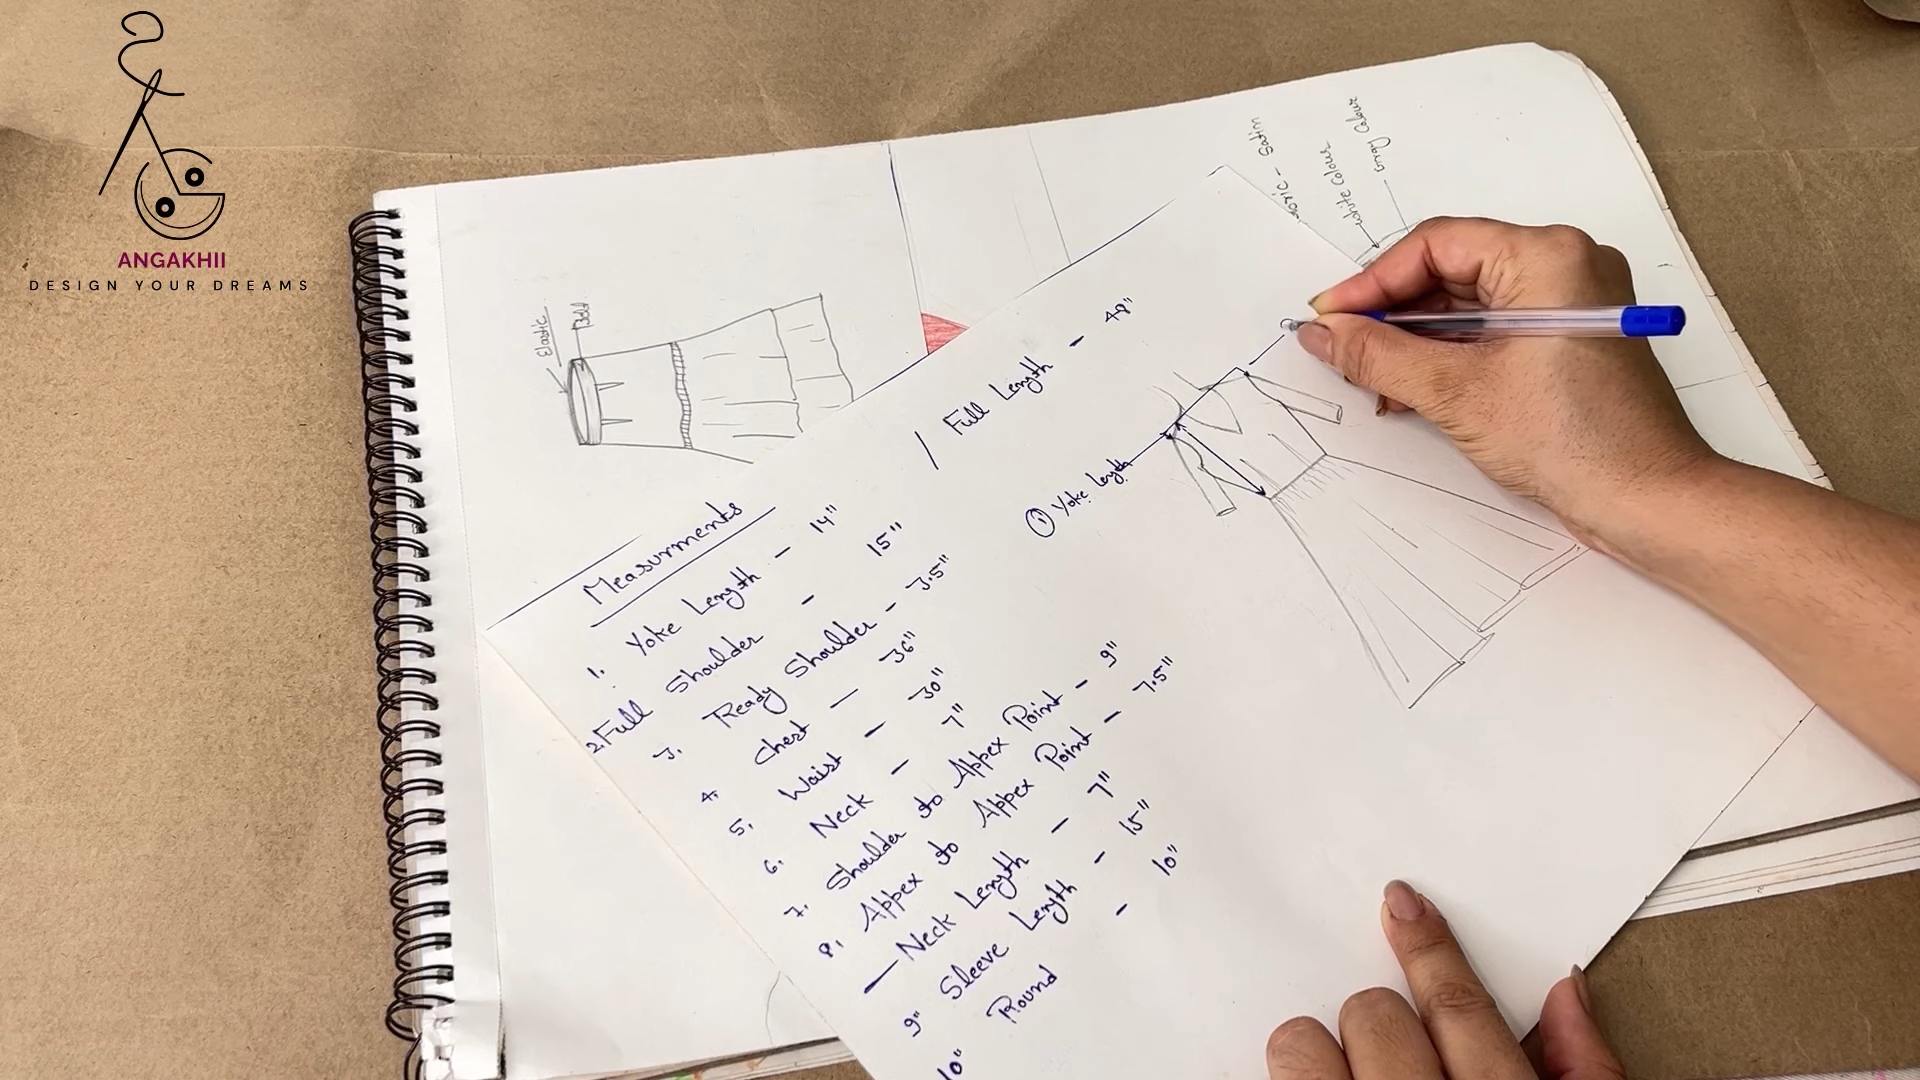 ANGAKHII
DESIGN YOUR DREAMS
Elastic
Belt
Satin
White Colour
Colour
Measurments
1. Yoke Length - 14"
2. Full Shoulder - 15"
3. Ready Shoulder - 3.5"
4. Chest - 36"
5. Waist - 30"
6. Neck - 7"
7. Shoulder to Appex Point - 9"
8. Appex to Appex Point - 7.5"
— Neck Length - 7"
9" Sleeve Length - 15"
10" Round - 10"
/ Full Length - 48"
① Yoke Length